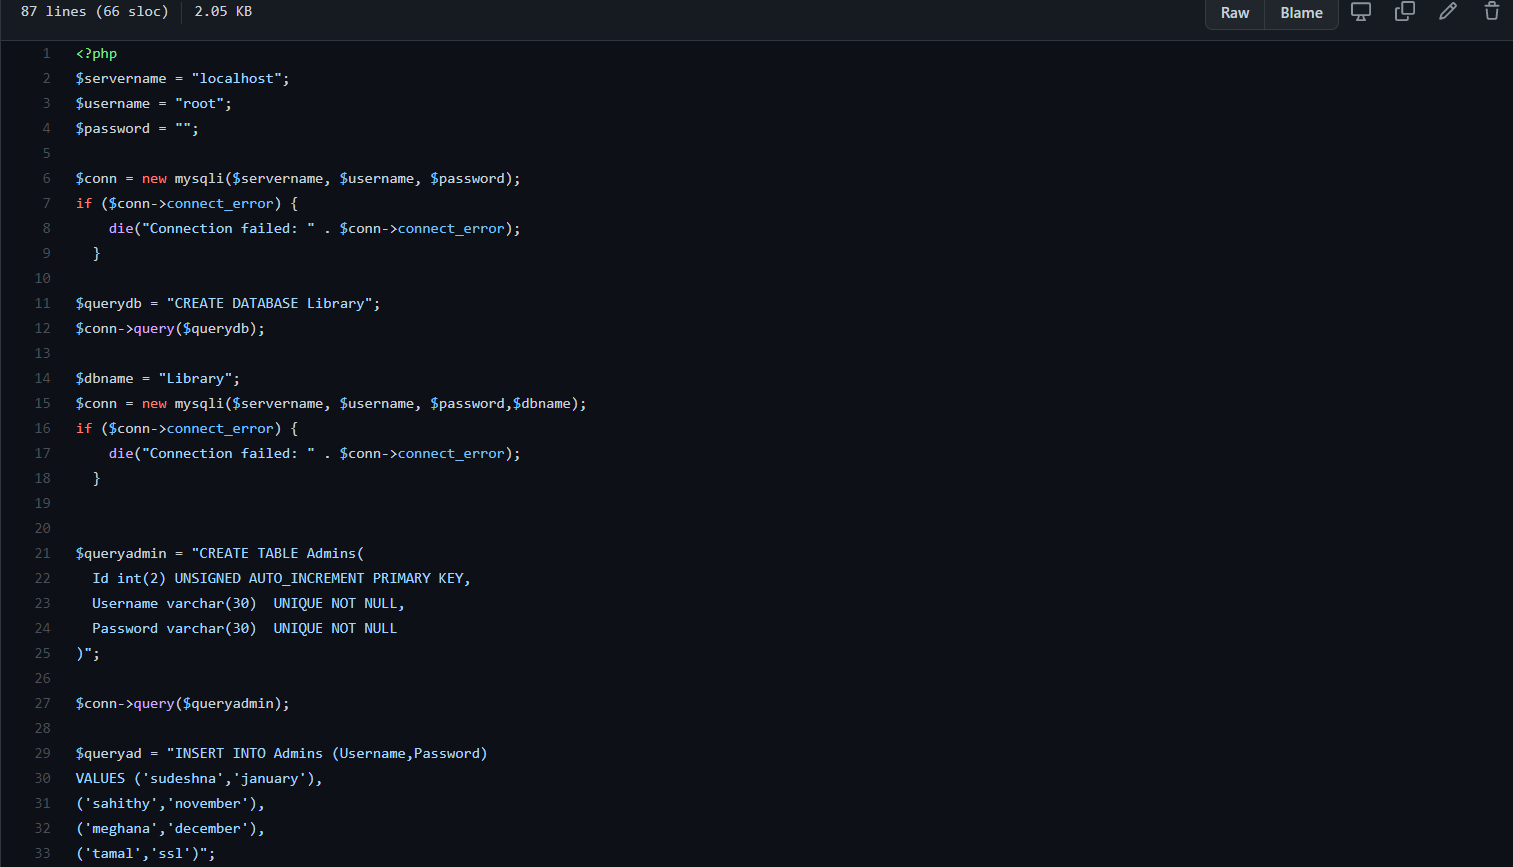 87 lines (66 sloc) 2.05 KB Raw Blame
1 <?php
2 $servername = "localhost";
3 $username = "root";
4 $password = "";
5
6 $conn = new mysqli($servername, $username, $password);
7 if ($conn->connect_error) {
8     die("Connection failed: " . $conn->connect_error);
9   }
10
11 $querydb = "CREATE DATABASE Library";
12 $conn->query($querydb);
13
14 $dbname = "Library";
15 $conn = new mysqli($servername, $username, $password,$dbname);
16 if ($conn->connect_error) {
17     die("Connection failed: " . $conn->connect_error);
18   }
19
20
21 $queryadmin = "CREATE TABLE Admins(
22   Id int(2) UNSIGNED AUTO_INCREMENT PRIMARY KEY,
23   Username varchar(30)  UNIQUE NOT NULL,
24   Password varchar(30)  UNIQUE NOT NULL
25 )";
26
27 $conn->query($queryadmin);
28
29 $queryad = "INSERT INTO Admins (Username,Password)
30 VALUES ('sudeshna','january'),
31 ('sahithy','november'),
32 ('meghana','december'),
33 ('tamal','ssl')";